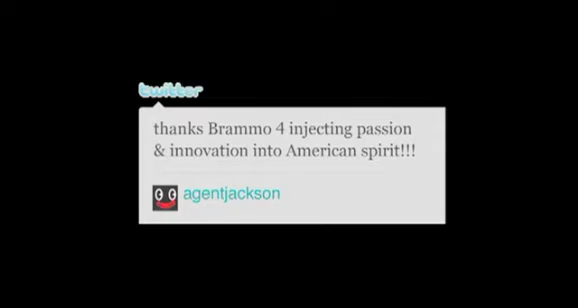 twitter
thanks Brammo 4 injecting passion
& innovation into American spirit!!!
agentjackson